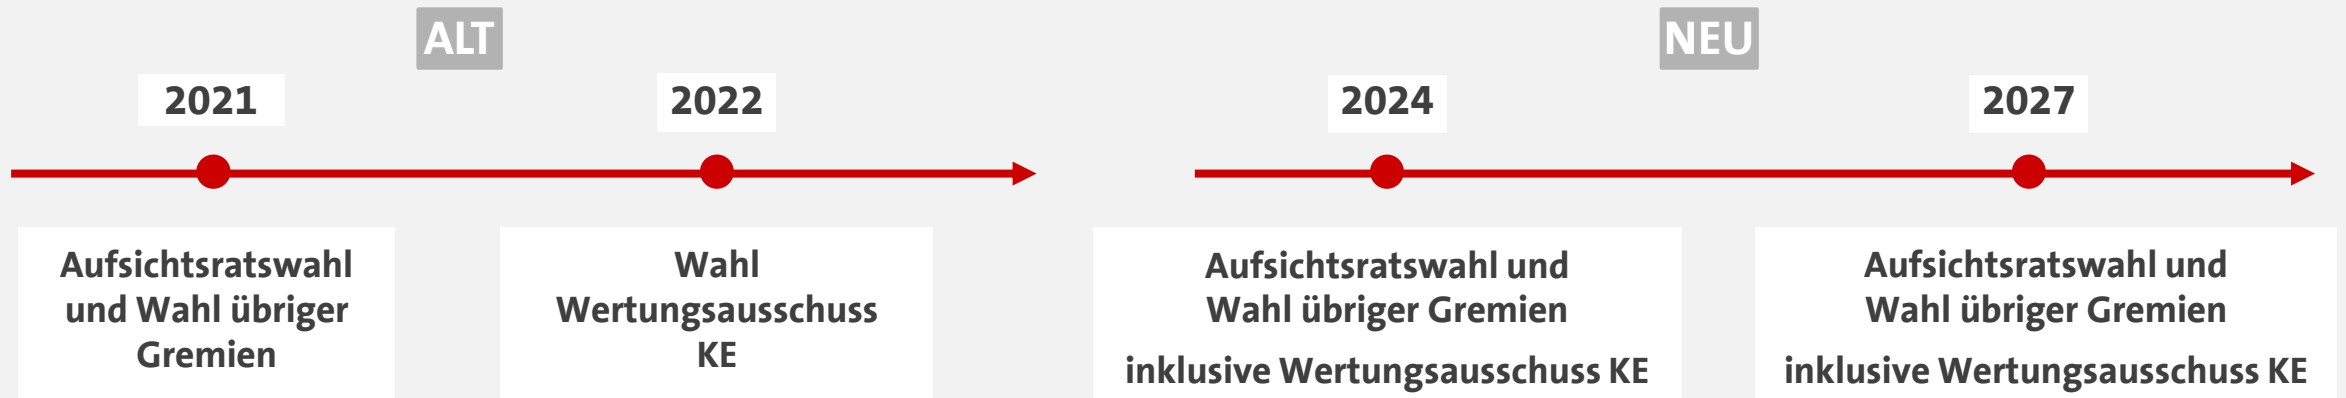 ALT
2021
2022
Aufsichtsratswahl
und Wahl übriger
Gremien
Wahl
Wertungsausschuss
KE
NEU
2024
2027
Aufsichtsratswahl und
Wahl übriger Gremien
inklusive Wertungsausschuss KE
Aufsichtsratswahl und
Wahl übriger Gremien
inklusive Wertungsausschuss KE